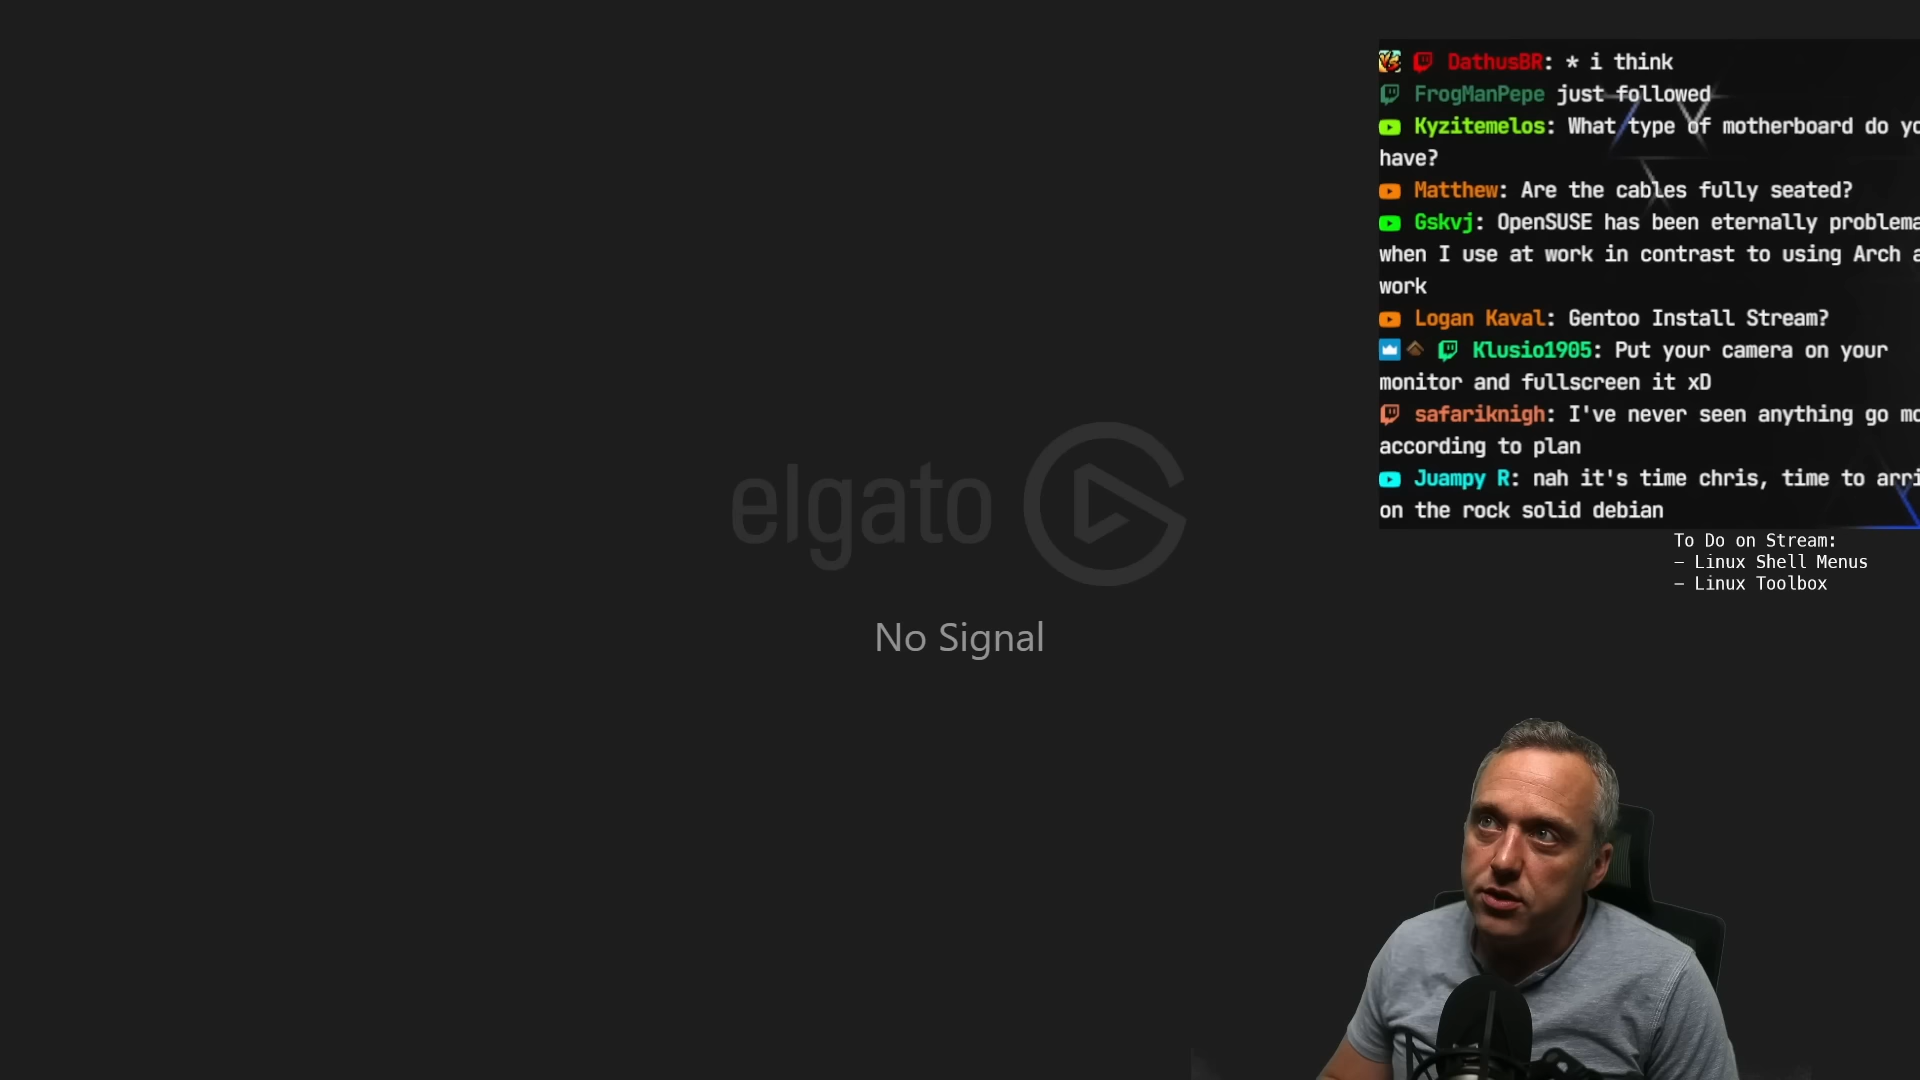 DathusBR: * i think
FrogManPepe just followed
Kyzitemelos: What type of motherboard do
have?
Matthew: Are the cables fully seated?
Gskvj: OpenSUSE has been eternally
when I use at work in contrast to using Arch
work
Logan Kaval: Gentoo Install Stream?
Klusio1905: Put your camera on your
monitor and fullscreen it xD
safariknigh: I've never seen anything go
according to plan
Juampy R: nah it's time chris, time to
on the rock solid debian
To Do on Stream:
- Linux Shell Menus
- Linux Toolbox
elgato
No Signal